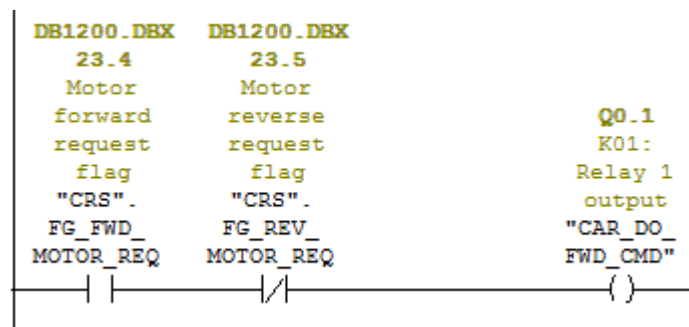 DB1200.DBX
23.4
Motor
forward
request
flag
"CRS".
FG_FWD_
MOTOR_REQ
DB1200.DBX
23.5
Motor
reverse
request
flag
"CRS".
FG_REV_
MOTOR_REQ
Q0.1
K01:
Relay 1
output
"CAR_DO_
FWD_CMD"